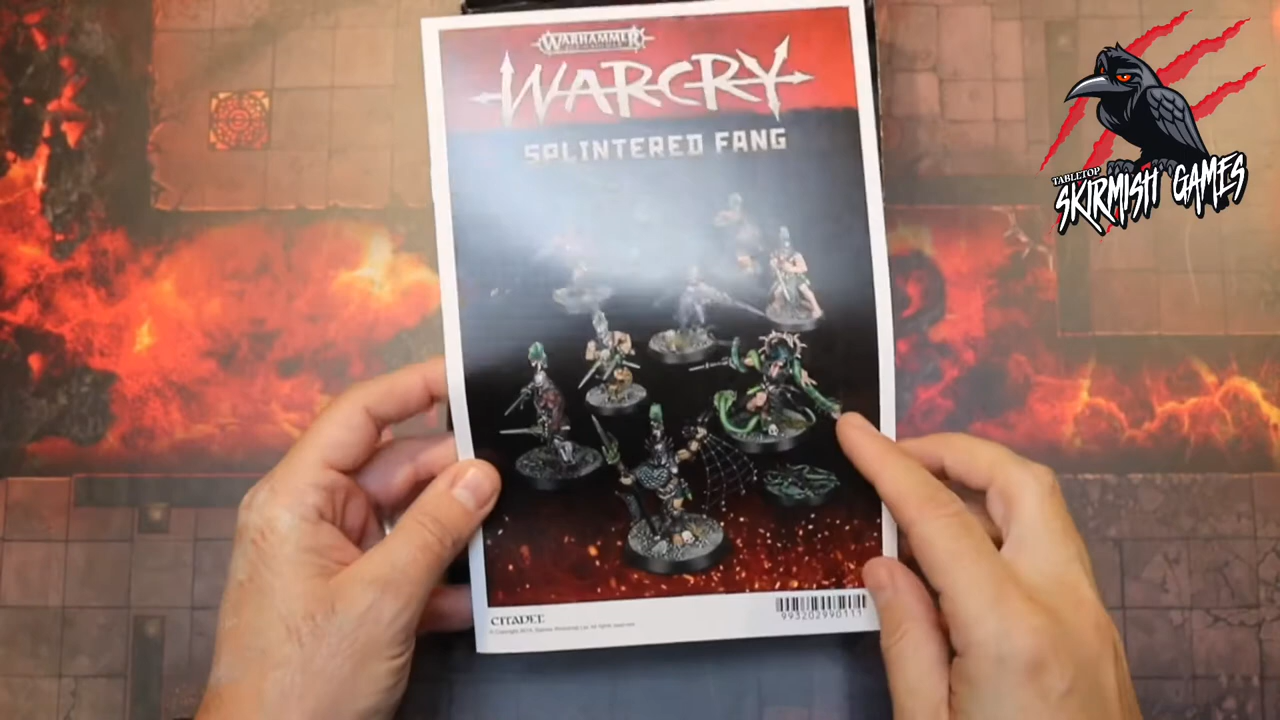 WARHAMMER
WARCRY
SPLINTERED FANG
TABLETOP
SKIRMISH GAMES
CITADEL
993202990111